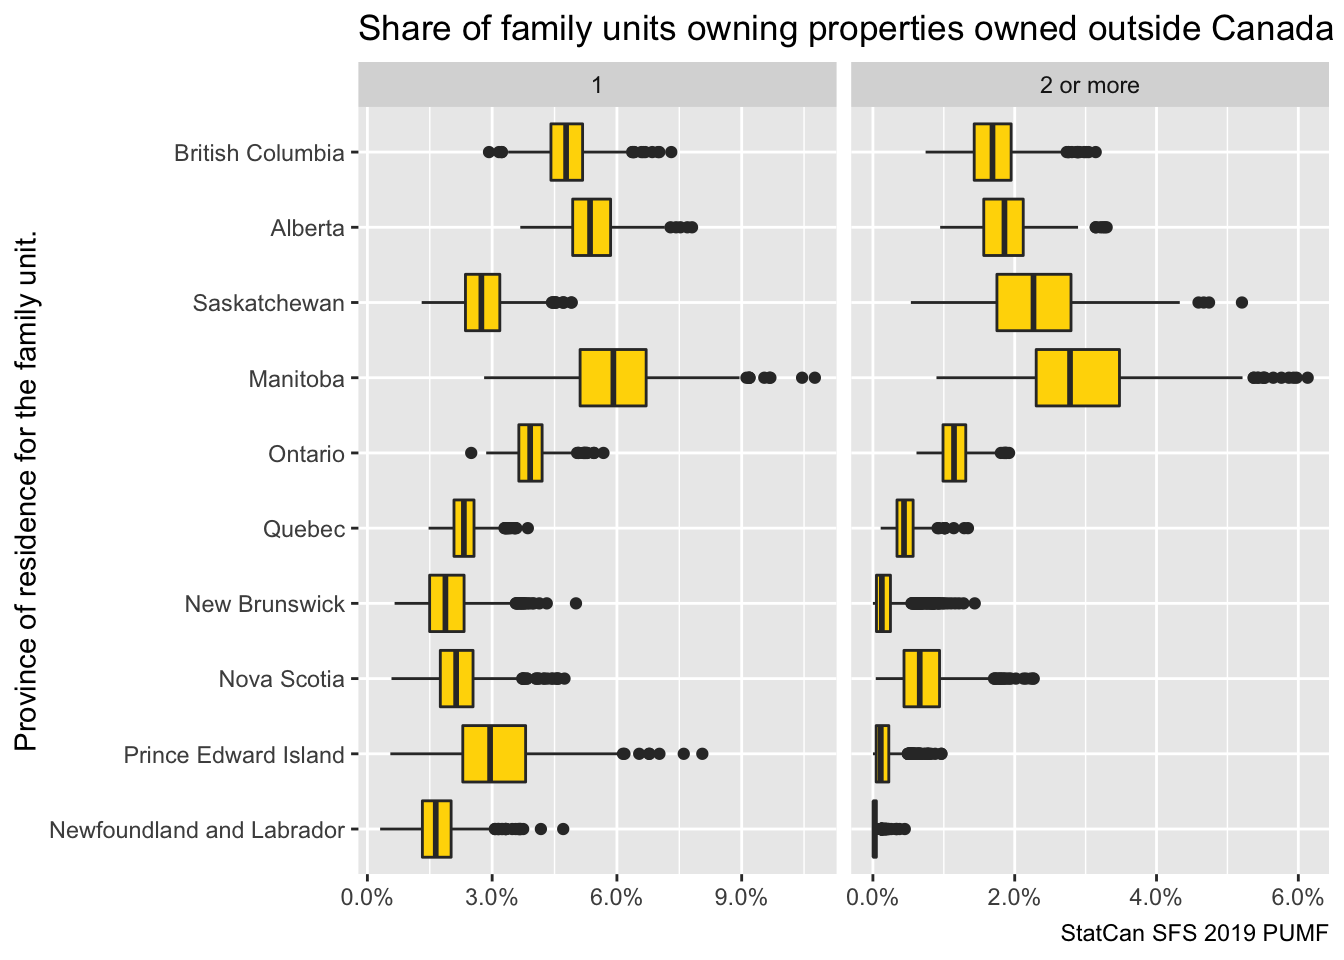 Share of family units owning properties owned outside Canada
1
2 or more
Province of residence for the family unit.
British Columbia
Alberta
Saskatchewan
Manitoba
Ontario
Quebec
New Brunswick
Nova Scotia
Prince Edward Island
Newfoundland and Labrador
0.0% 3.0% 6.0% 9.0%
0.0% 2.0% 4.0% 6.0%
StatCan SFS 2019 PUMF